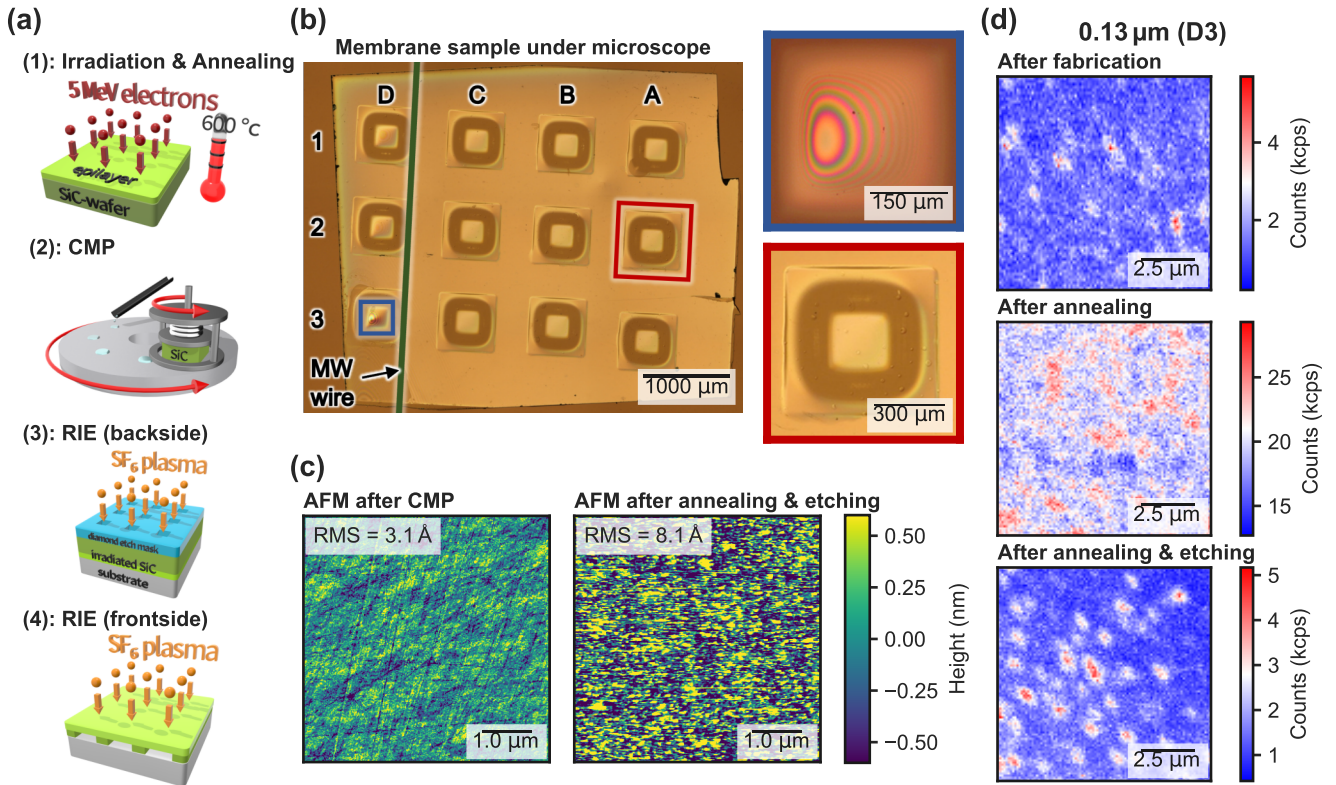 (a)
(1): Irradiation & Annealing
5 MeV electrons
600 °c
epilayer
SiC-wafer
(2): CMP
SiC
(3): RIE (backside)
SF6 plasma
diamond etch mask
irradiated SiC
substrate
(4): RIE (frontside)
SF6 plasma
(b)
Membrane sample under microscope
D C B A
1
2
3
MW
wire
1000 µm
150 µm
300 µm
(c)
AFM after CMP
RMS = 3.1 Å
1.0 µm
AFM after annealing & etching
RMS = 8.1 Å
1.0 µm
0.50
0.25
0.00
−0.25
−0.50
Height (nm)
(d)
0.13 µm (D3)
After fabrication
2.5 µm
4
2
Counts (kcps)
After annealing
2.5 µm
25
20
15
Counts (kcps)
After annealing & etching
2.5 µm
5
4
3
2
1
Counts (kcps)